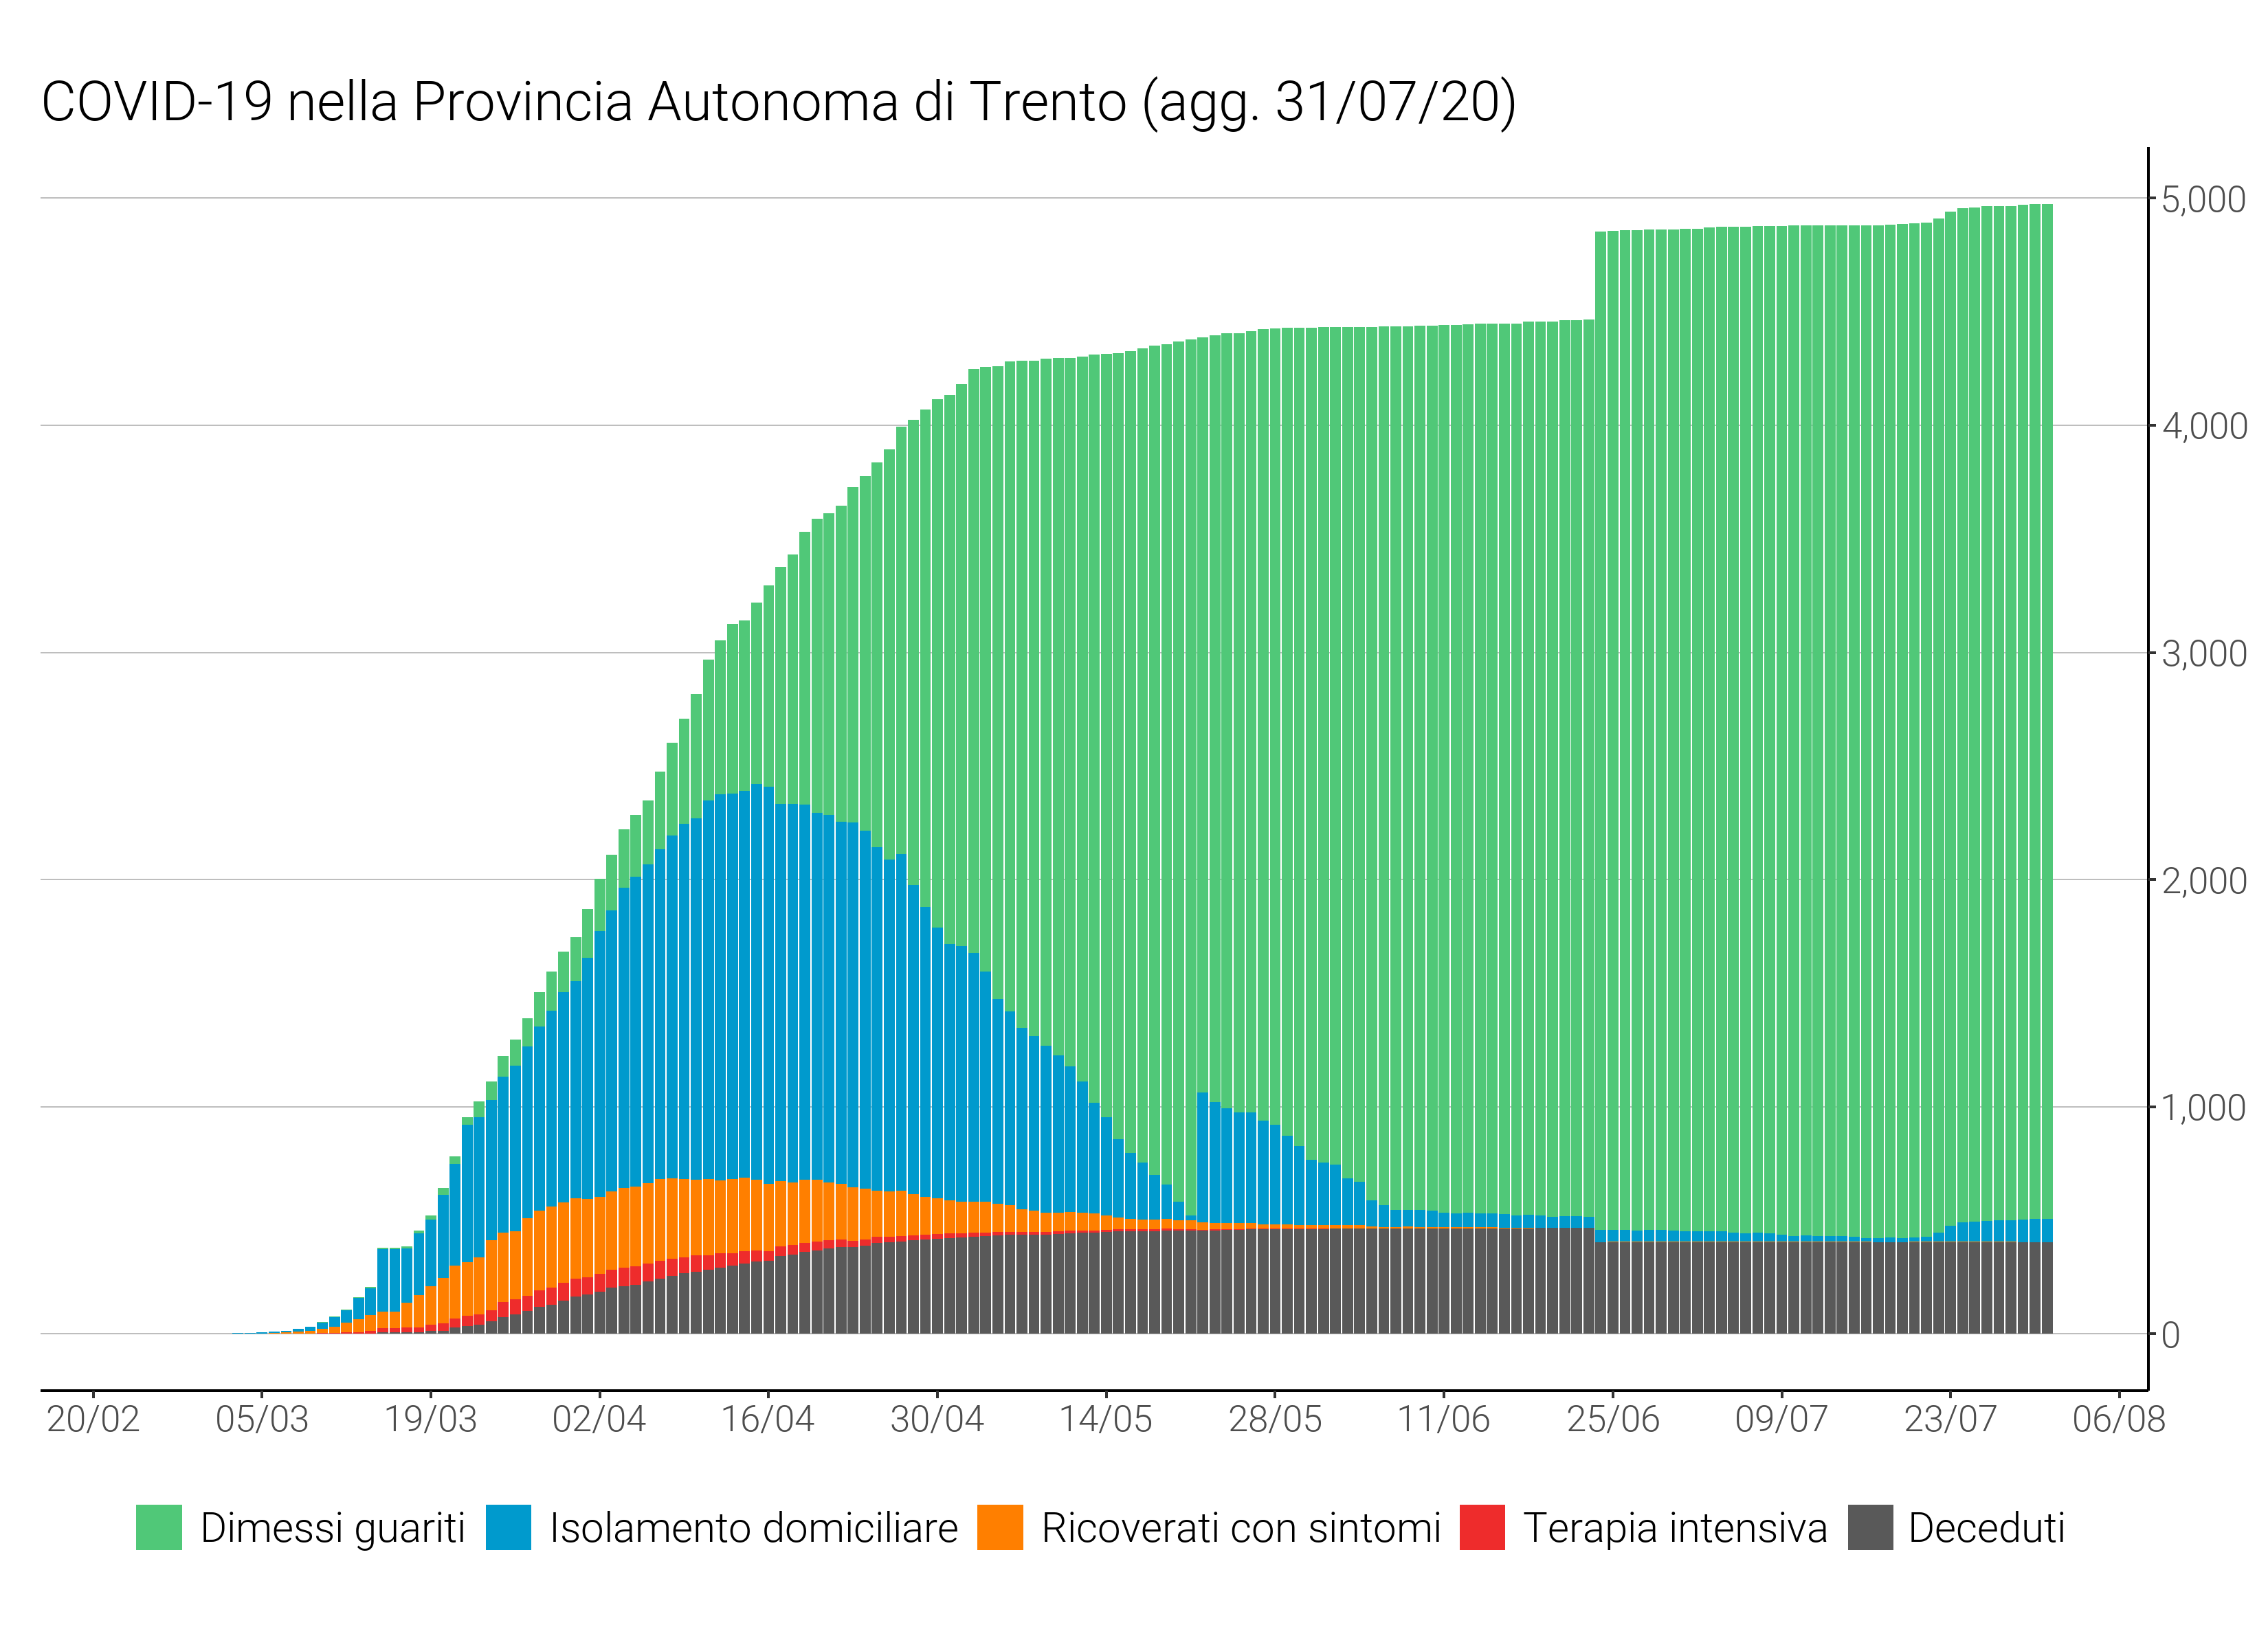 COVID-19 nella Provincia Autonoma di Trento (agg. 31/07/20)
5,000
4,000
3,000
2,000
1,000
0
20/02 05/03 19/03 02/04 16/04 30/04 14/05 28/05 11/06 25/06 09/07 23/07 06/08
Dimessi guariti Isolamento domiciliare Ricoverati con sintomi Terapia intensiva Deceduti